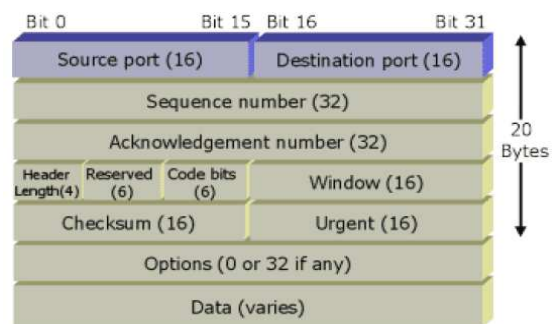 Bit 0 Bit 15 Bit 16 Bit 31
Source port (16) Destination port (16)
Sequence number (32)
Acknowledgement number (32)
20
Bytes
Header
Length(4)
Reserved
(6)
Code bits
(6)
Window (16)
Checksum (16) Urgent (16)
Options (0 or 32 if any)
Data (varies)